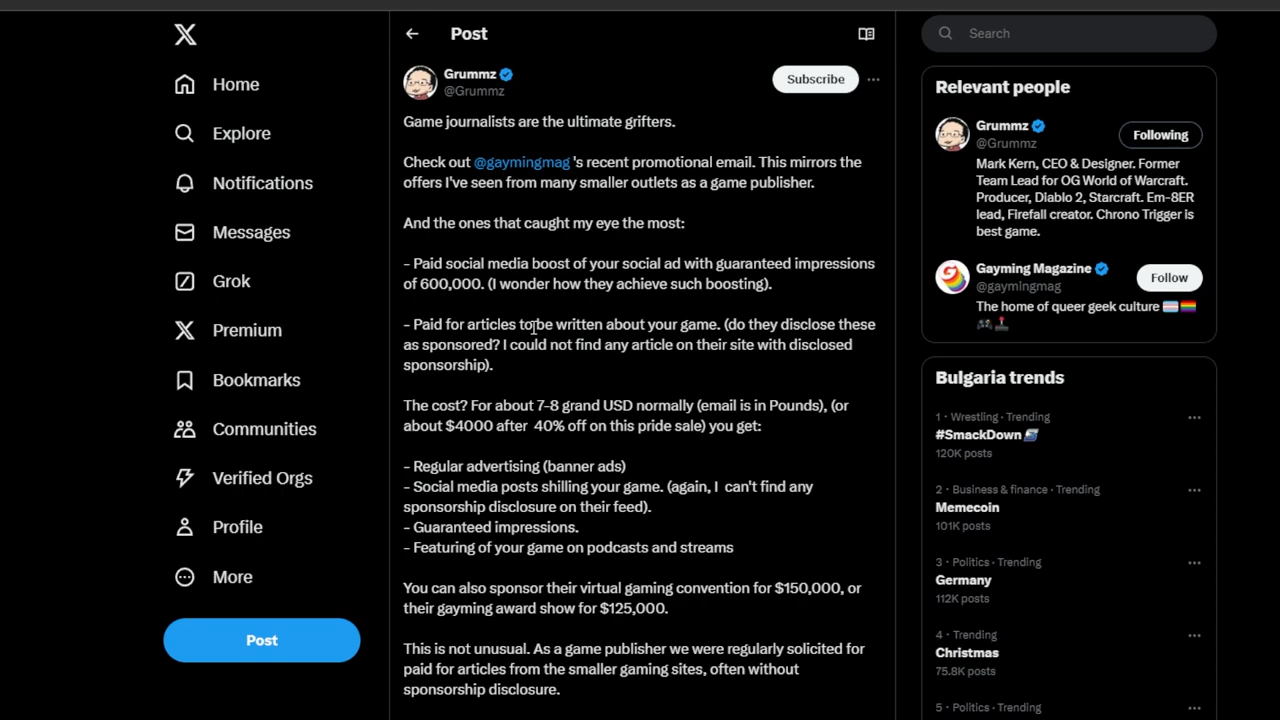 Home
Explore
Notifications
Messages
Grok
Premium
Bookmarks
Communities
Verified Orgs
Profile
More
Post
Post
Grummz
@Grummz
Subscribe
Game journalists are the ultimate grifters.
Check out @gaymingmag 's recent promotional email. This mirrors the
offers I've seen from many smaller outlets as a game publisher.
And the ones that caught my eye the most:
- Paid social media boost of your social ad with guaranteed impressions
of 600,000. (I wonder how they achieve such boosting).
- Paid for articles to be written about your game. (do they disclose these
as sponsored? I could not find any article on their site with disclosed
sponsorship).
The cost? For about 7-8 grand USD normally (email is in Pounds), (or
about $4000 after 40% off on this pride sale) you get:
- Regular advertising (banner ads)
- Social media posts shilling your game. (again, I can't find any
sponsorship disclosure on their feed).
- Guaranteed impressions.
- Featuring of your game on podcasts and streams
You can also sponsor their virtual gaming convention for $150,000, or
their gayming award show for $125,000.
This is not unusual. As a game publisher we were regularly solicited for
paid for articles from the smaller gaming sites, often without
sponsorship disclosure.
Search
Relevant people
Grummz
@Grummz
Following
Mark Kern, CEO & Designer. Former
Team Lead for OG World of Warcraft.
Producer, Diablo 2, Starcraft. Em-8ER
lead, Firefall creator. Chrono Trigger is
best game.
Gayming Magazine
@gaymingmag
Follow
The home of queer geek culture 🏳️‍⚧️🏳️‍🌈
🎮🕹️
Bulgaria trends
1 · Wrestling · Trending
#SmackDown
120K posts
2 · Business & finance · Trending
Memecoin
101K posts
3 · Politics · Trending
Germany
112K posts
4 · Trending
Christmas
75.8K posts
5 · Politics · Trending